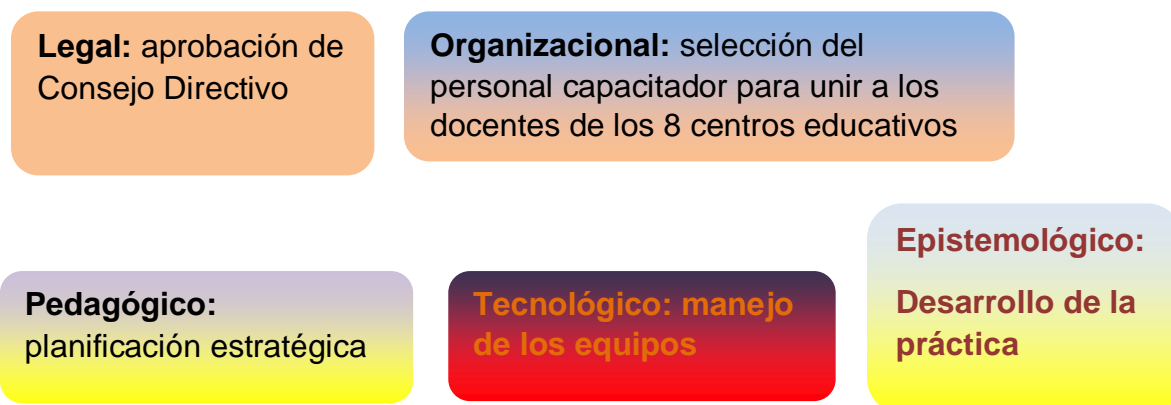 Legal: aprobación de
Consejo Directivo
Organizacional: selección del
personal capacitador para unir a los
docentes de los 8 centros educativos
Pedagógico:
planificación estratégica
Tecnológico: manejo
de los equipos
Epistemológico:
Desarrollo de la
práctica